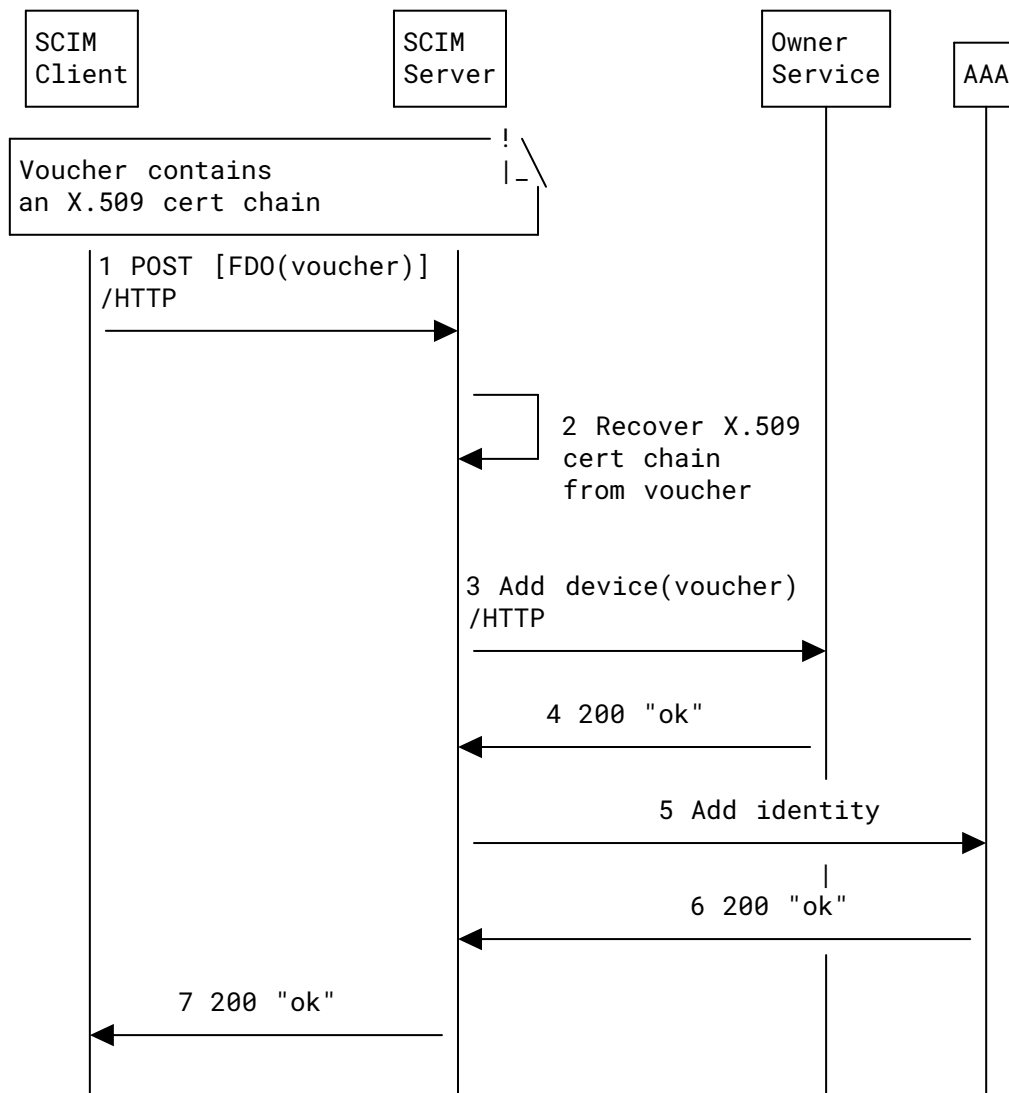 SCIM
Client
SCIM
Server
Owner
Service
AAA
Voucher contains
an X.509 cert chain
1 POST [FDO(voucher)]
/HTTP
2 Recover X.509
cert chain
from voucher
3 Add device(voucher)
/HTTP
4 200 "ok"
5 Add identity
6 200 "ok"
7 200 "ok"